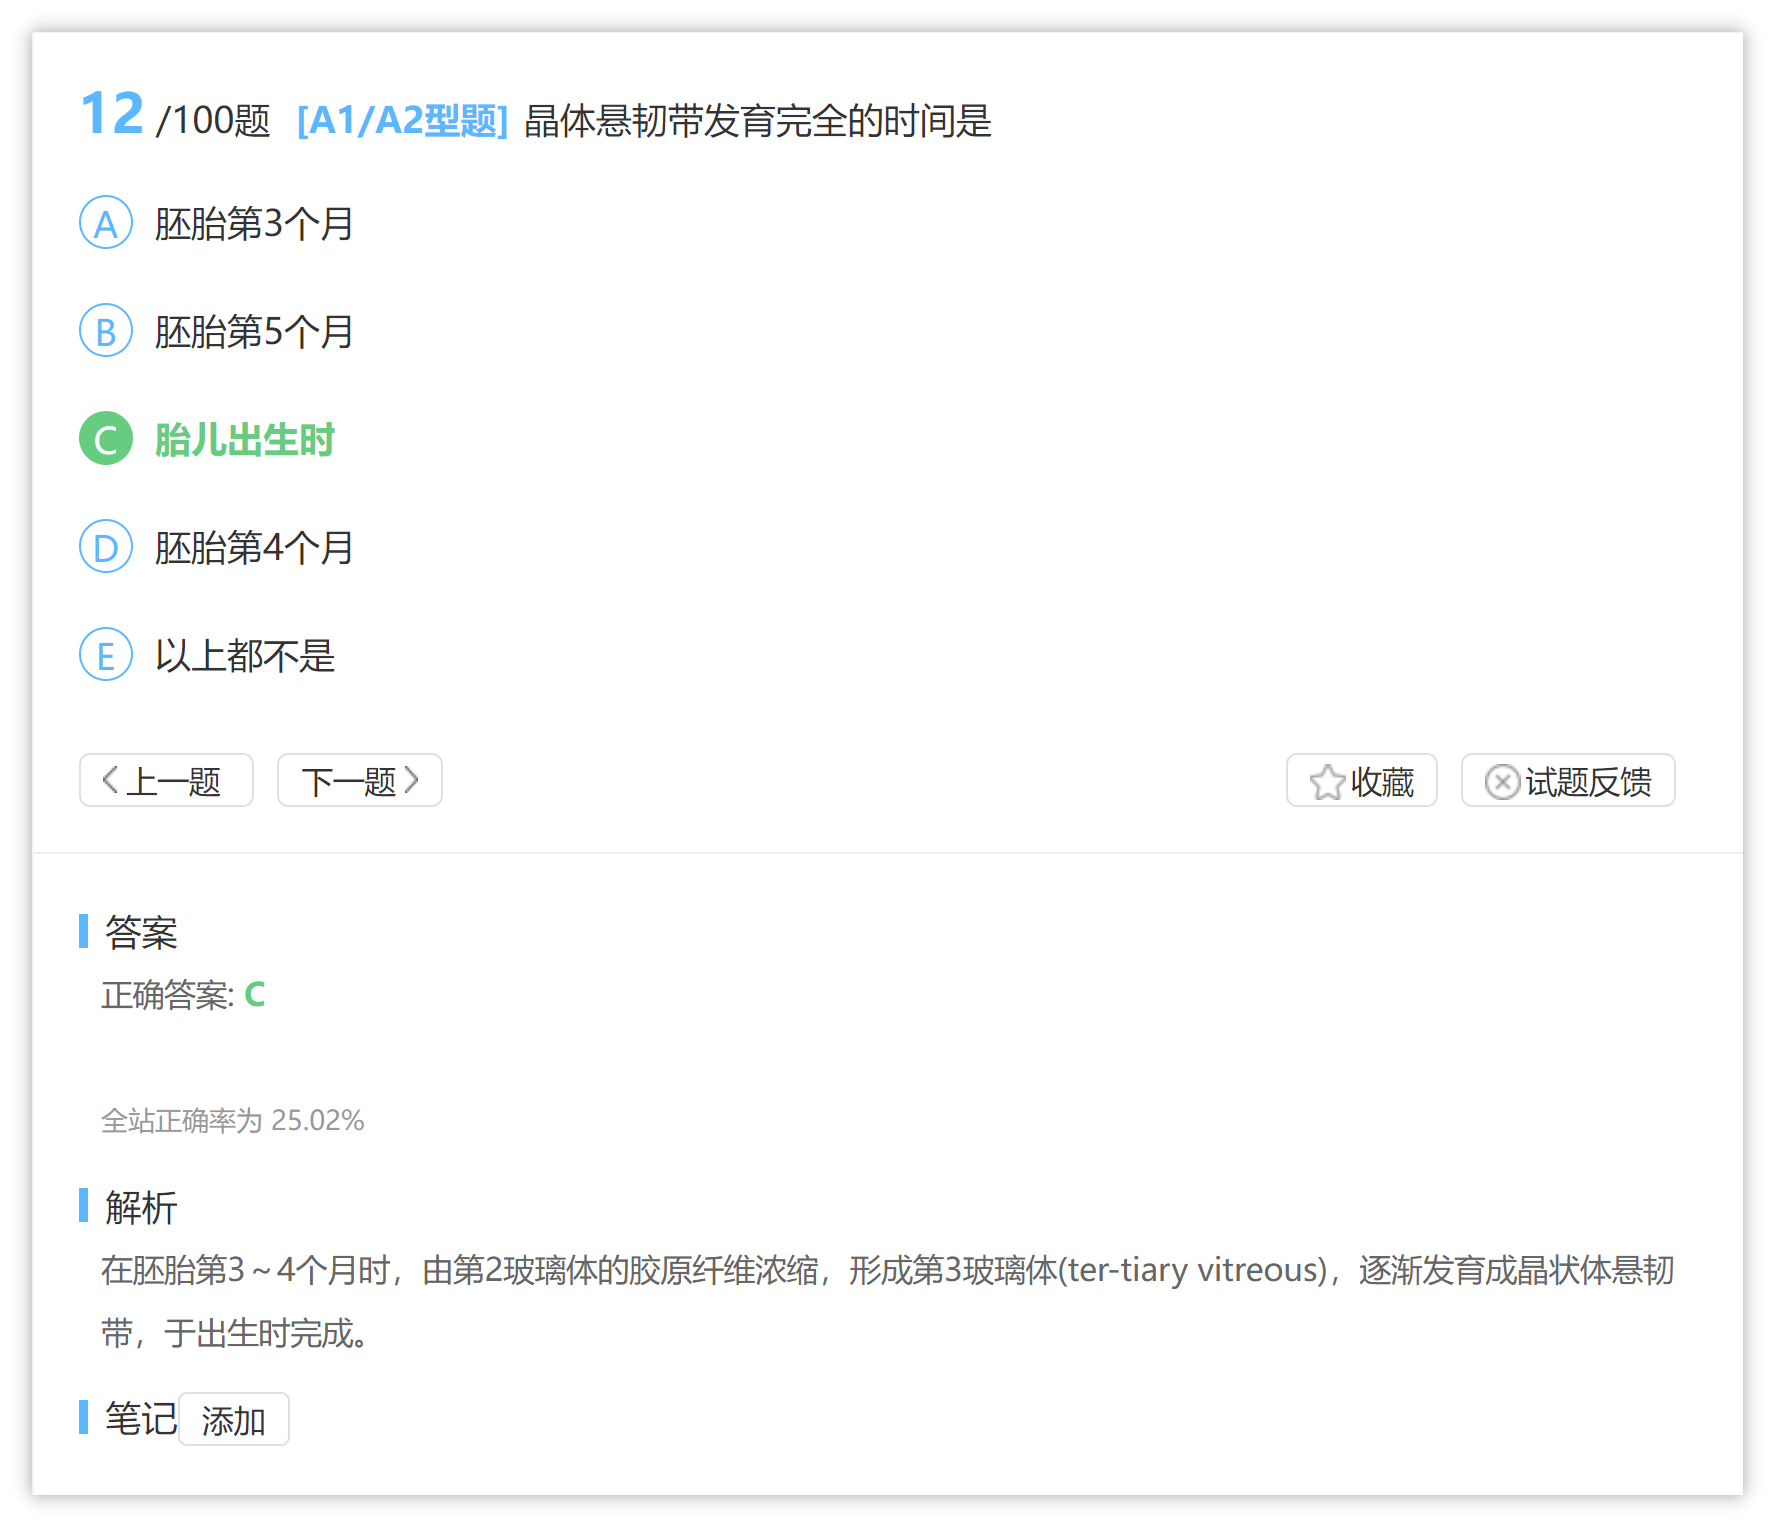 12 /100题 [A1/A2型题] 晶体悬韧带发育完全的时间是
A 胚胎第3个月
B 胚胎第5个月
C 胎儿出生时
D 胚胎第4个月
E 以上都不是
上一题 下一题 收藏 试题反馈
答案
正确答案: C
全站正确率为 25.02%
解析
在胚胎第3～4个月时，由第2玻璃体的胶原纤维浓缩，形成第3玻璃体(ter-tiary vitreous)，逐渐发育成晶状体悬韧
带，于出生时完成。
笔记 添加